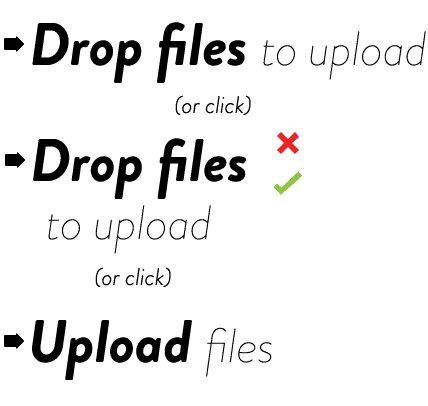 Drop files to upload
(or click)
Drop files
to upload
(or click)
Upload files